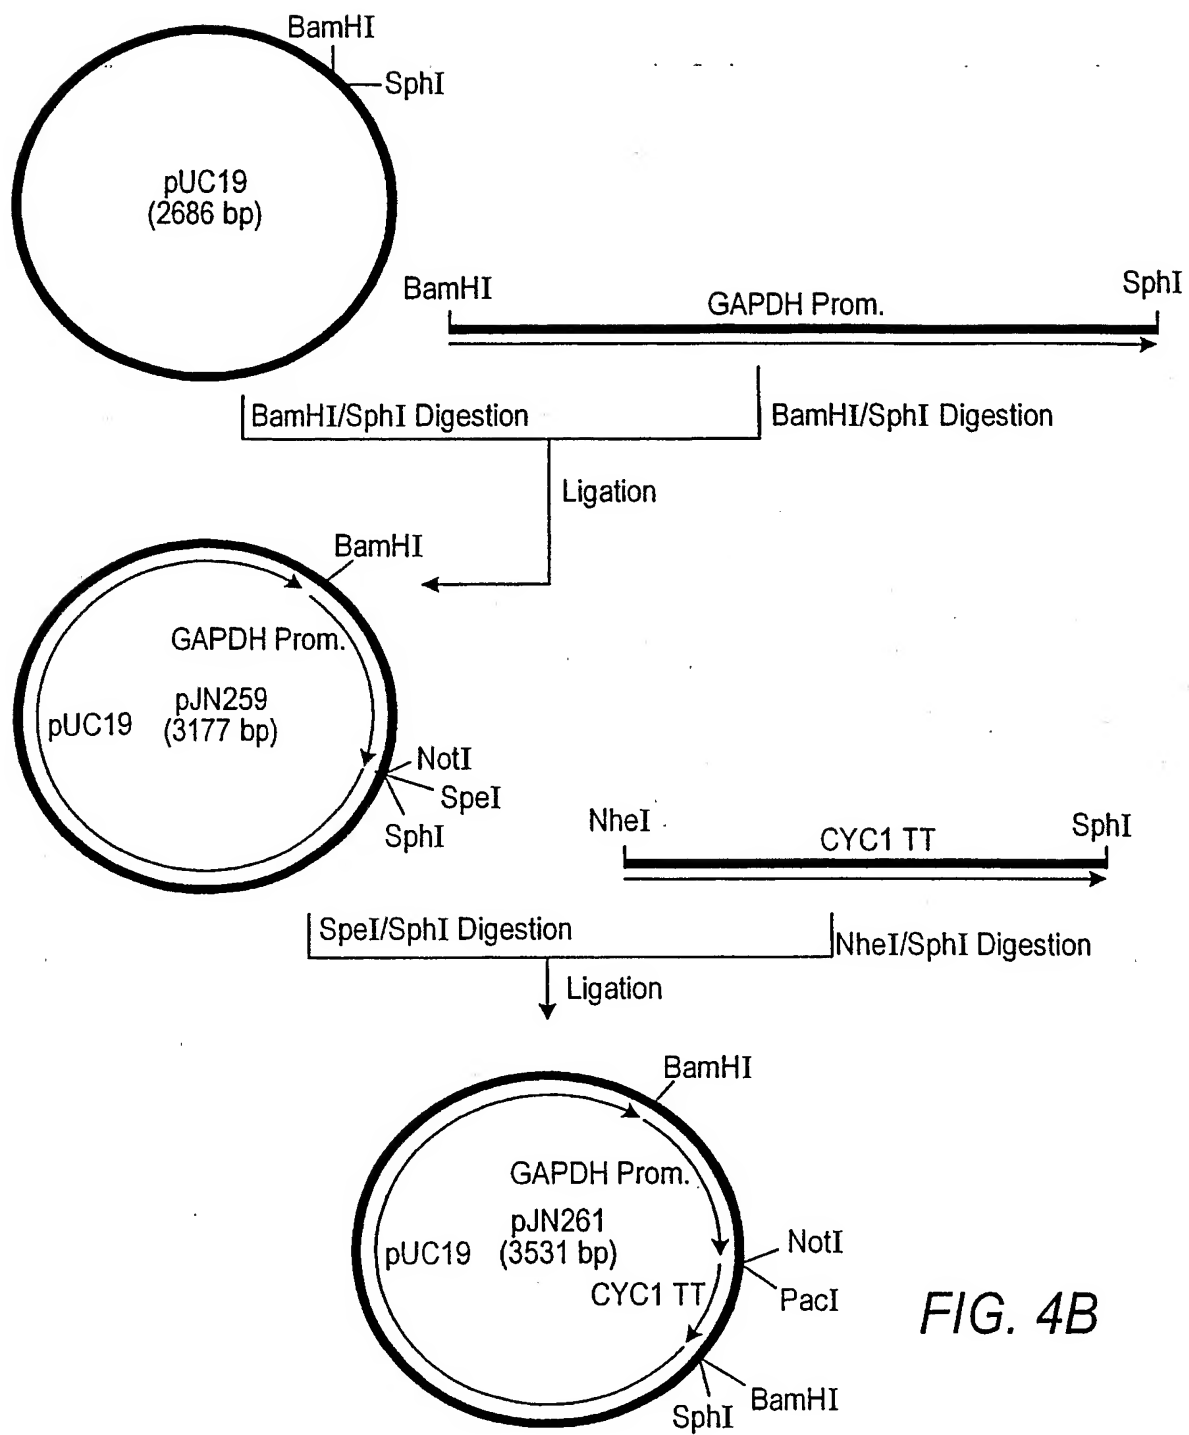 BamHI
SphI
pUC19
(2686 bp)
BamHI
GAPDH Prom.
SphI
BamHI/SphI Digestion
BamHI/SphI Digestion
Ligation
BamHI
GAPDH Prom.
pJN259
pUC19 (3177 bp)
NotI
SpeI
SphI
NheI
CYC1 TT
SphI
SpeI/SphI Digestion
NheI/SphI Digestion
Ligation
BamHI
GAPDH Prom.
pJN261
pUC19 (3531 bp)
NotI
CYC1 TT
PacI
BamHI
SphI
FIG. 4B